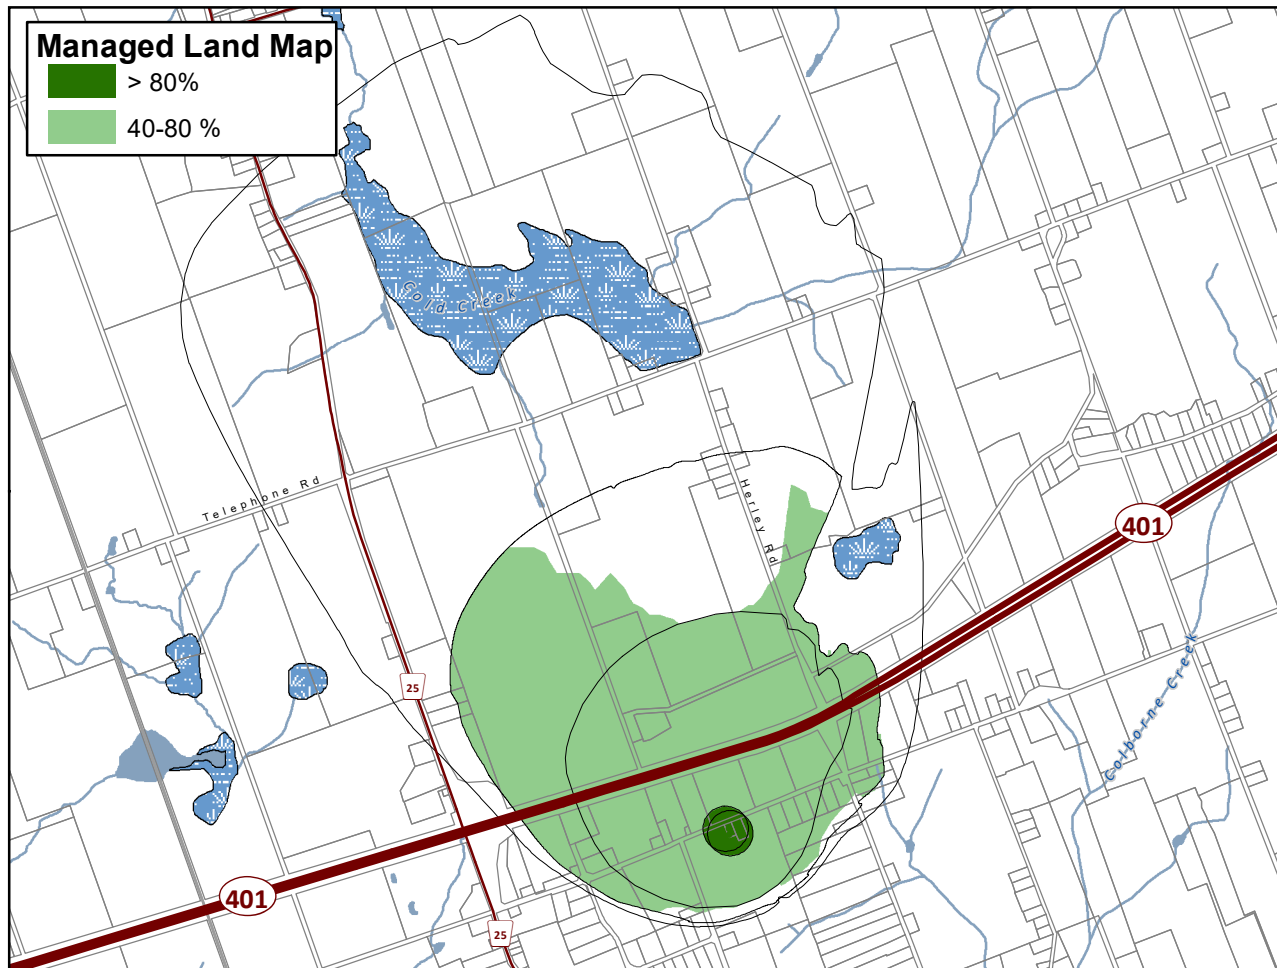 Managed Land Map
> 80%
40-80 %
Cold Creek
Telephone Rd
Herley Rd
401
25
Colborne Creek
401
25